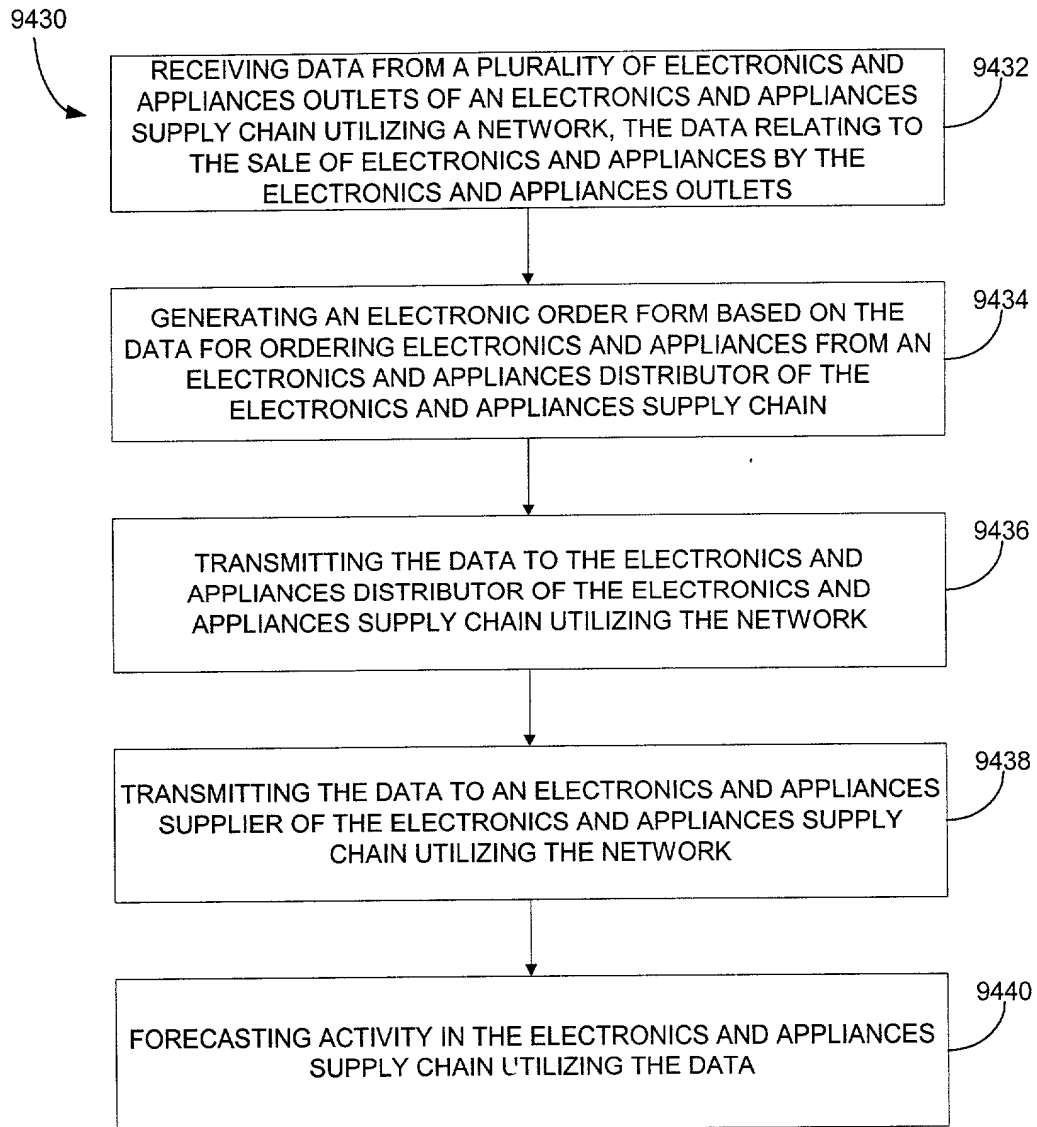 9430
RECEIVING DATA FROM A PLURALITY OF ELECTRONICS AND
APPLIANCES OUTLETS OF AN ELECTRONICS AND APPLIANCES
SUPPLY CHAIN UTILIZING A NETWORK, THE DATA RELATING TO
THE SALE OF ELECTRONICS AND APPLIANCES BY THE
ELECTRONICS AND APPLIANCES OUTLETS
9432
GENERATING AN ELECTRONIC ORDER FORM BASED ON THE
DATA FOR ORDERING ELECTRONICS AND APPLIANCES FROM AN
ELECTRONICS AND APPLIANCES DISTRIBUTOR OF THE
ELECTRONICS AND APPLIANCES SUPPLY CHAIN
9434
TRANSMITTING THE DATA TO THE ELECTRONICS AND
APPLIANCES DISTRIBUTOR OF THE ELECTRONICS AND
APPLIANCES SUPPLY CHAIN UTILIZING THE NETWORK
9436
TRANSMITTING THE DATA TO AN ELECTRONICS AND APPLIANCES
SUPPLIER OF THE ELECTRONICS AND APPLIANCES SUPPLY
CHAIN UTILIZING THE NETWORK
9438
FORECASTING ACTIVITY IN THE ELECTRONICS AND APPLIANCES
SUPPLY CHAIN UTILIZING THE DATA
9440